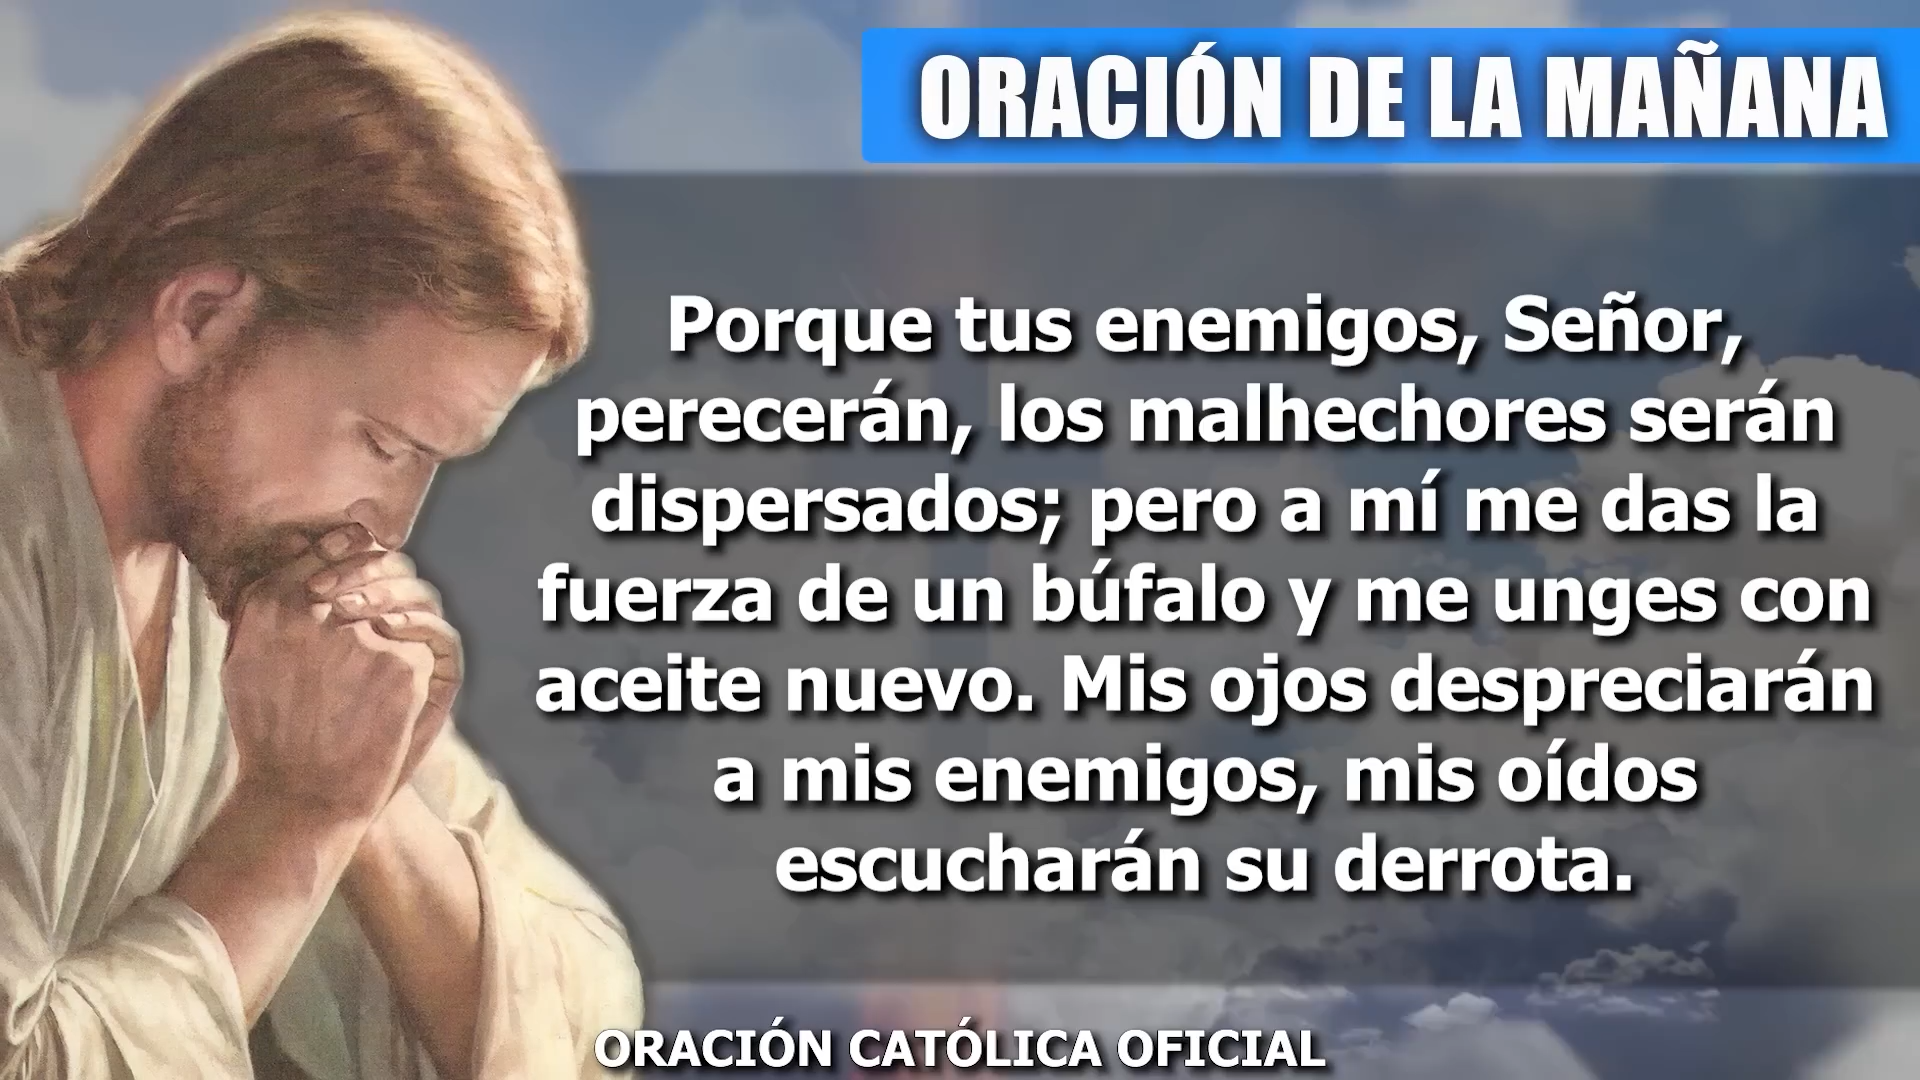 ORACIÓN DE LA MAÑANA
Porque tus enemigos, Señor,
perecerán, los malhechores serán
dispersados; pero a mí me das la
fuerza de un búfalo y me unges con
aceite nuevo. Mis ojos despreciarán
a mis enemigos, mis oídos
escucharán su derrota.
ORACIÓN CATÓLICA OFICIAL